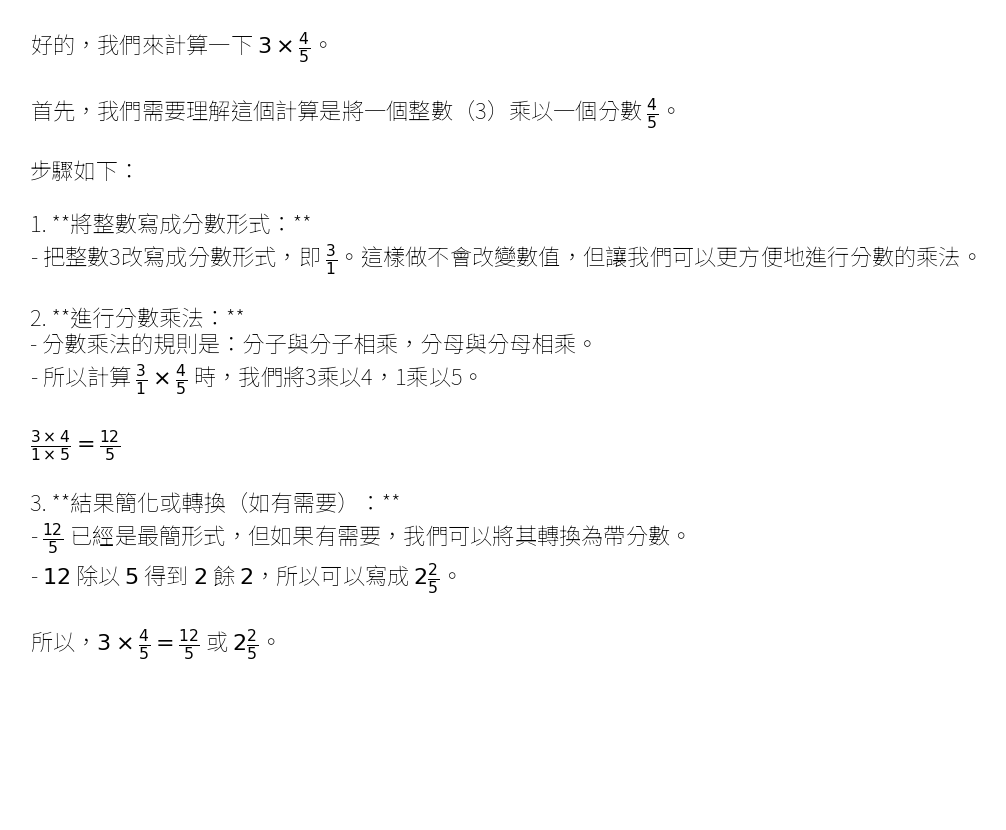 好的，我們來計算一下 $3 \times \frac{4}{5}$。
首先，我們需要理解這個計算是將一個整數（3）乘以一個分數 $\frac{4}{5}$。
步驟如下：
1. **將整數寫成分數形式：**
- 把整數3改寫成分數形式，即 $\frac{3}{1}$。這樣做不會改變數值，但讓我們可以更方便地進行分數的乘法。
2. **進行分數乘法：**
- 分數乘法的規則是：分子與分子相乘，分母與分母相乘。
- 所以計算 $\frac{3}{1} \times \frac{4}{5}$ 時，我們將3乘以4，1乘以5。
$\frac{3 \times 4}{1 \times 5} = \frac{12}{5}$
3. **結果簡化或轉換（如有需要）：**
- $\frac{12}{5}$ 已經是最簡形式，但如果有需要，我們可以將其轉換為帶分數。
- 12 除以 5 得到 2 餘 2，所以可以寫成 $2\frac{2}{5}$。
所以，$3 \times \frac{4}{5} = \frac{12}{5}$ 或 $2\frac{2}{5}$。